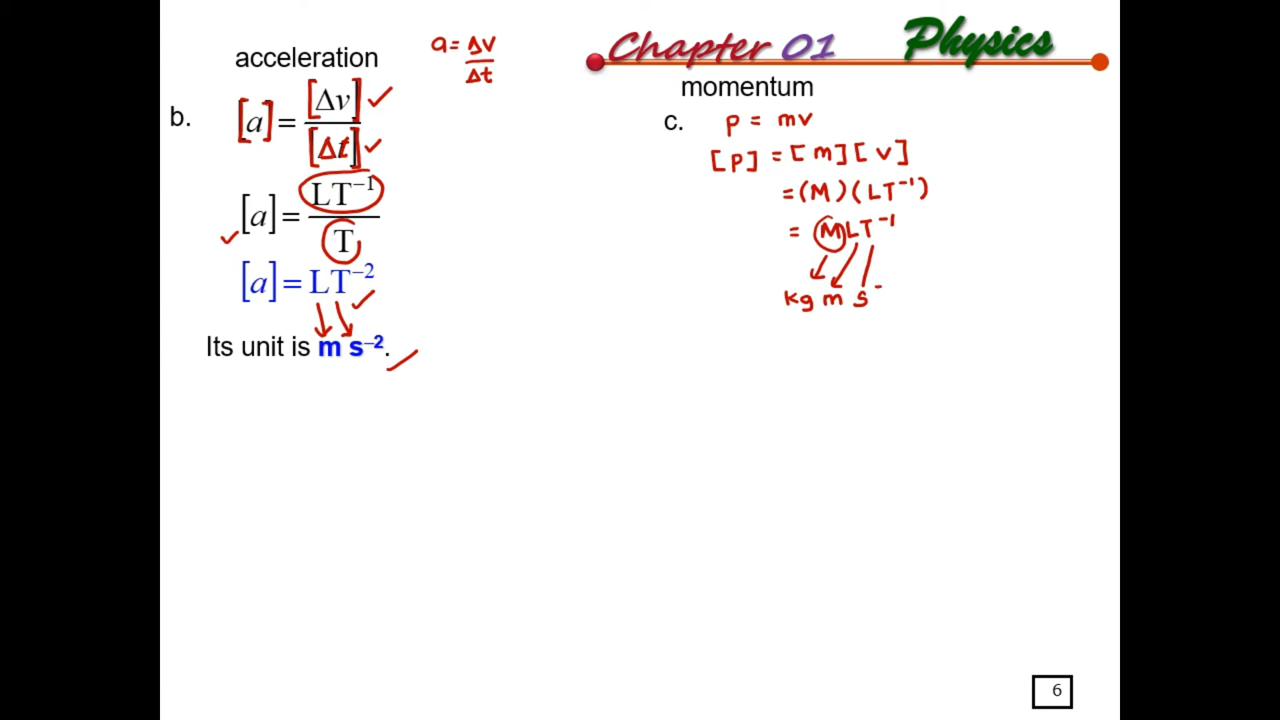 Chapter 01 Physics
acceleration
a = Δv / Δt
b. [a] = [Δv] / [Δt]
[a] = LT⁻¹ / T
[a] = LT⁻²
Its unit is m s⁻².
momentum
c. p = mv
[p] = [m][v]
= (M)(LT⁻¹)
= MLT⁻¹
kg m s⁻
6